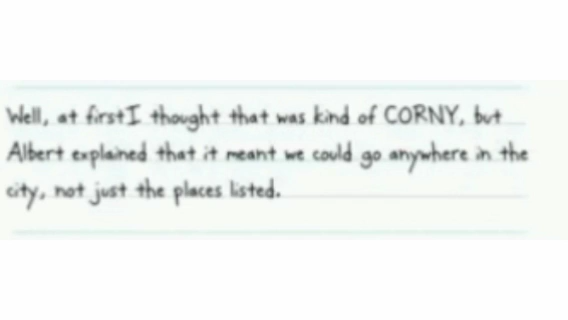 Well, at first I thought that was kind of CORNY, but
Albert explained that it meant we could go anywhere in the
city, not just the places listed.